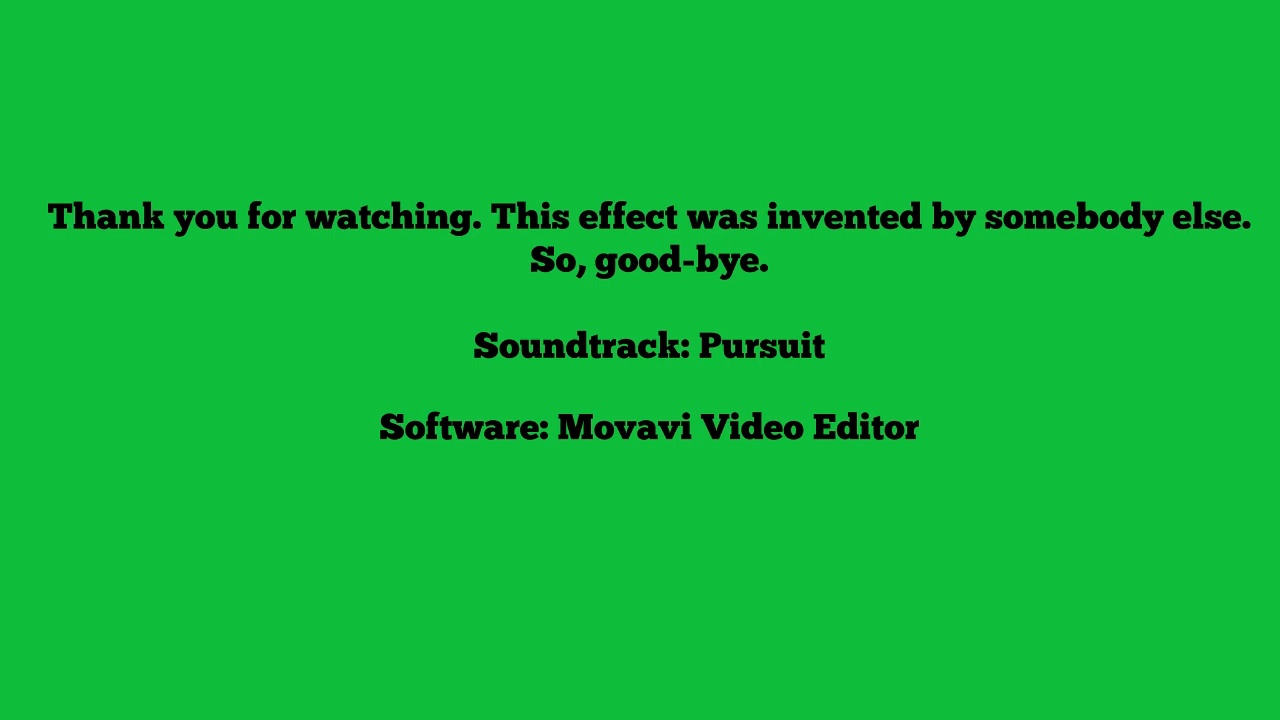 Thank you for watching. This effect was invented by somebody else.
So, good-bye.
Soundtrack: Pursuit
Software: Movavi Video Editor